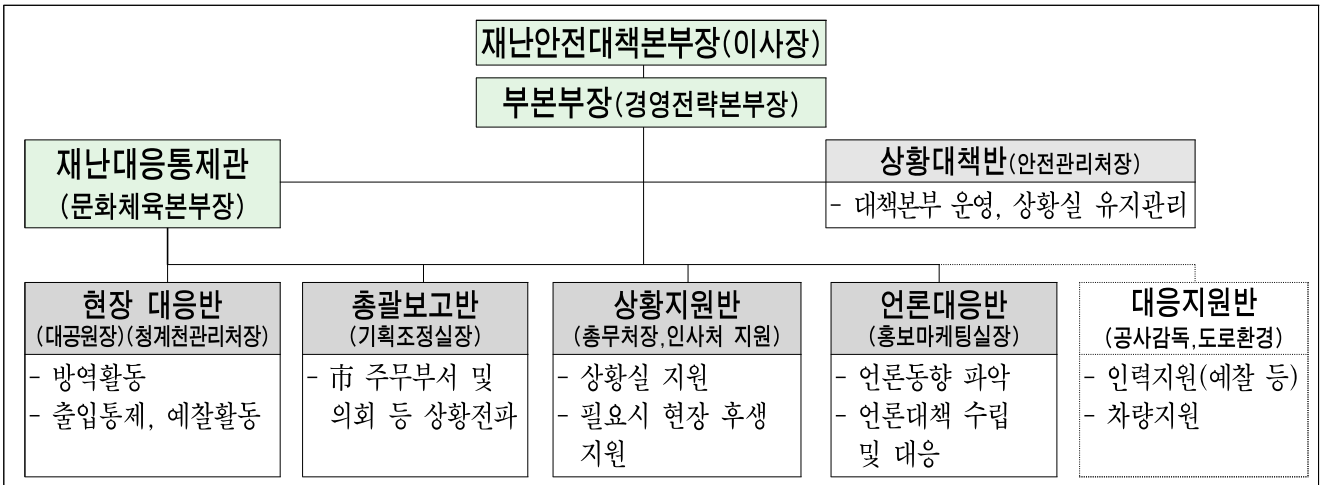 재난안전대책본부장(이사장)
부본부장(경영전략본부장)
재난대응통제관
(문화체육본부장)
상황대책반(안전관리처장)
- 대책본부 운영, 상황실 유지관리
현장 대응반
(대공원장)(청계천관리처장)
- 방역활동
- 출입통제, 예찰활동
총괄보고반
(기획조정실장)
- 市 주무부서 및
의회 등 상황전파
상황지원반
(총무처장,인사처 지원)
- 상황실 지원
- 필요시 현장 후생
지원
언론대응반
(홍보마케팅실장)
- 언론동향 파악
- 언론대책 수립
및 대응
대응지원반
(공사감독,도로환경)
- 인력지원(예찰 등)
- 차량지원